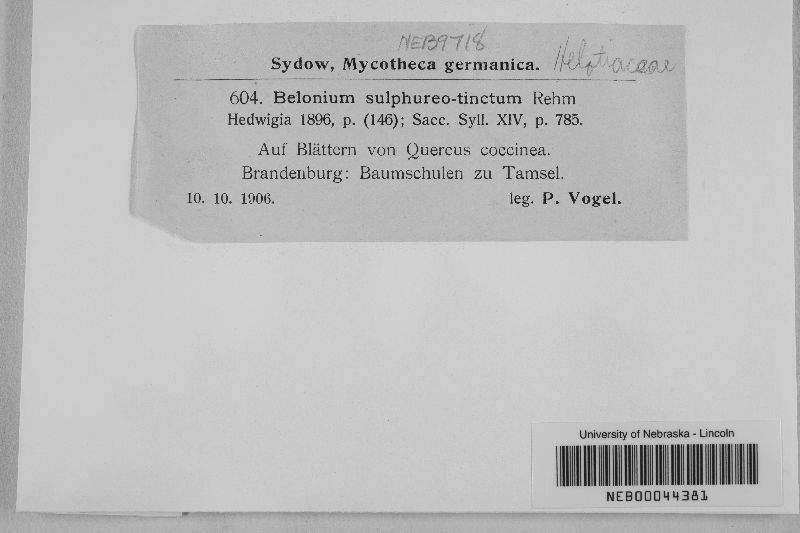 NEB9718
Sydow, Mycotheca germanica. Helotiaceae
604. Belonium sulphureo-tinctum Rehm
Hedwigia 1896, p. (146); Sacc. Syll. XIV, p. 785.
Auf Blättern von Quercus coccinea.
Brandenburg: Baumschulen zu Tamsel.
10. 10. 1906. leg. P. Vogel.
University of Nebraska - Lincoln
NEB00044381